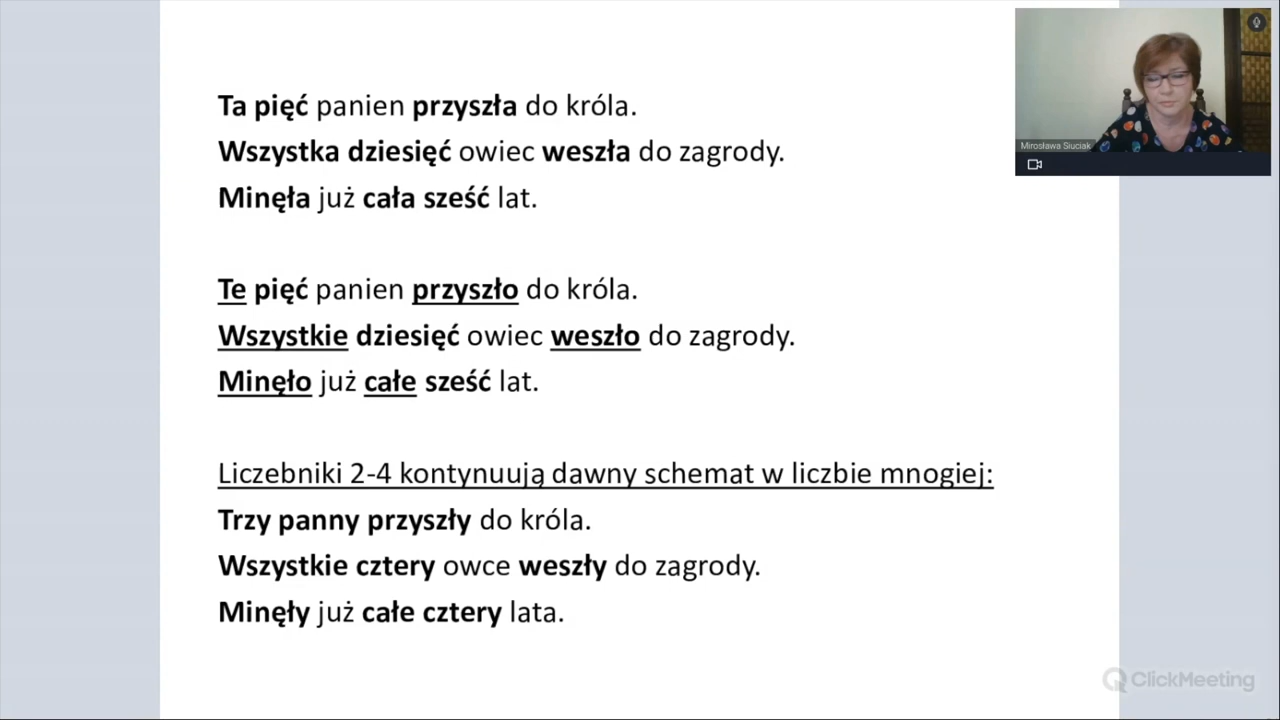 Ta pięć panien przyszła do króla.
Wszystka dziesięć owiec weszła do zagrody.
Minęła już cała sześć lat.
Te pięć panien przyszło do króla.
Wszystkie dziesięć owiec weszło do zagrody.
Minęło już całe sześć lat.
Liczebniki 2-4 kontynuują dawny schemat w liczbie mnogiej:
Trzy panny przyszły do króla.
Wszystkie cztery owce weszły do zagrody.
Minęły już całe cztery lata.
Mirosława Siuciak
ClickMeeting